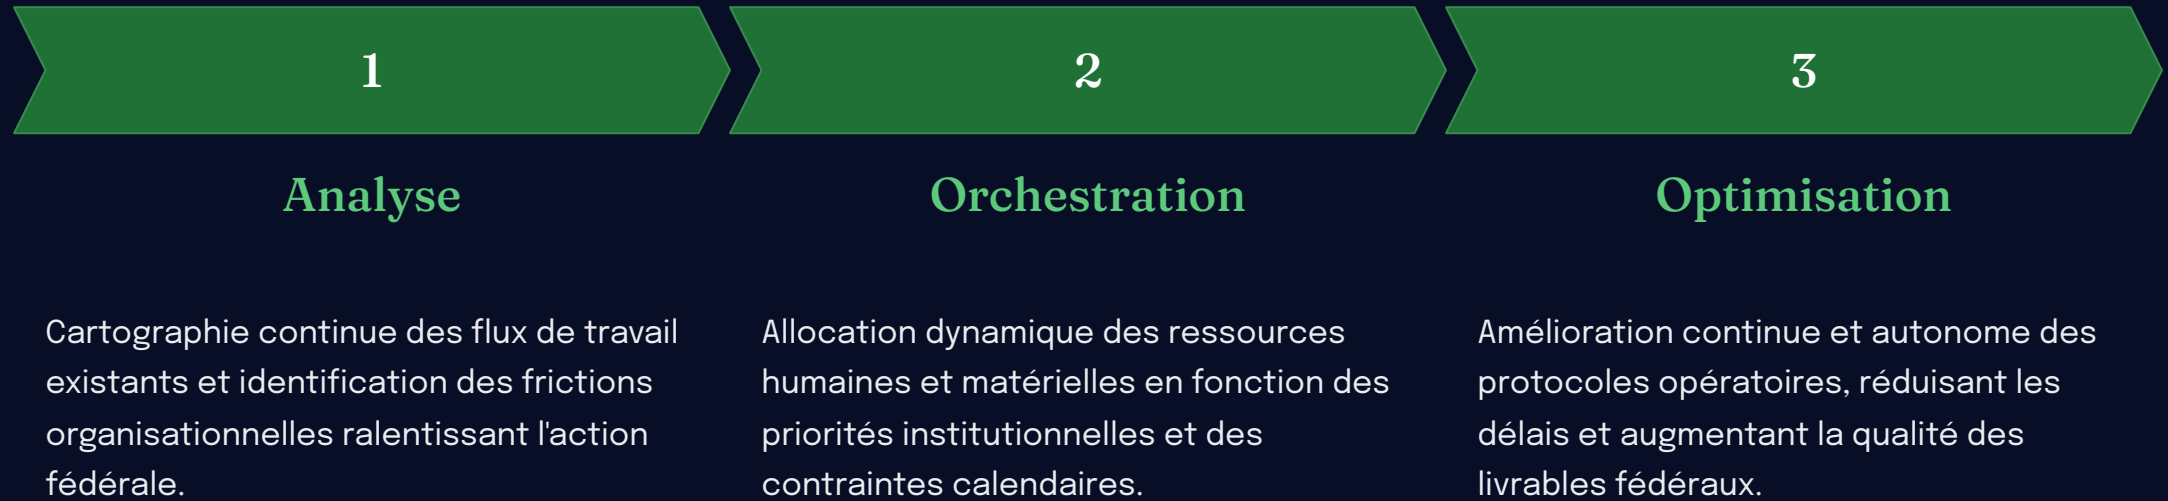 1
2
3
Analyse
Orchestration
Optimisation
Cartographie continue des flux de travail
existants et identification des frictions
organisationnelles ralentissant l'action
fédérale.
Allocation dynamique des ressources
humaines et matérielles en fonction des
priorités institutionnelles et des
contraintes calendaires.
Amélioration continue et autonome des
protocoles opératoires, réduisant les
délais et augmentant la qualité des
livrables fédéraux.